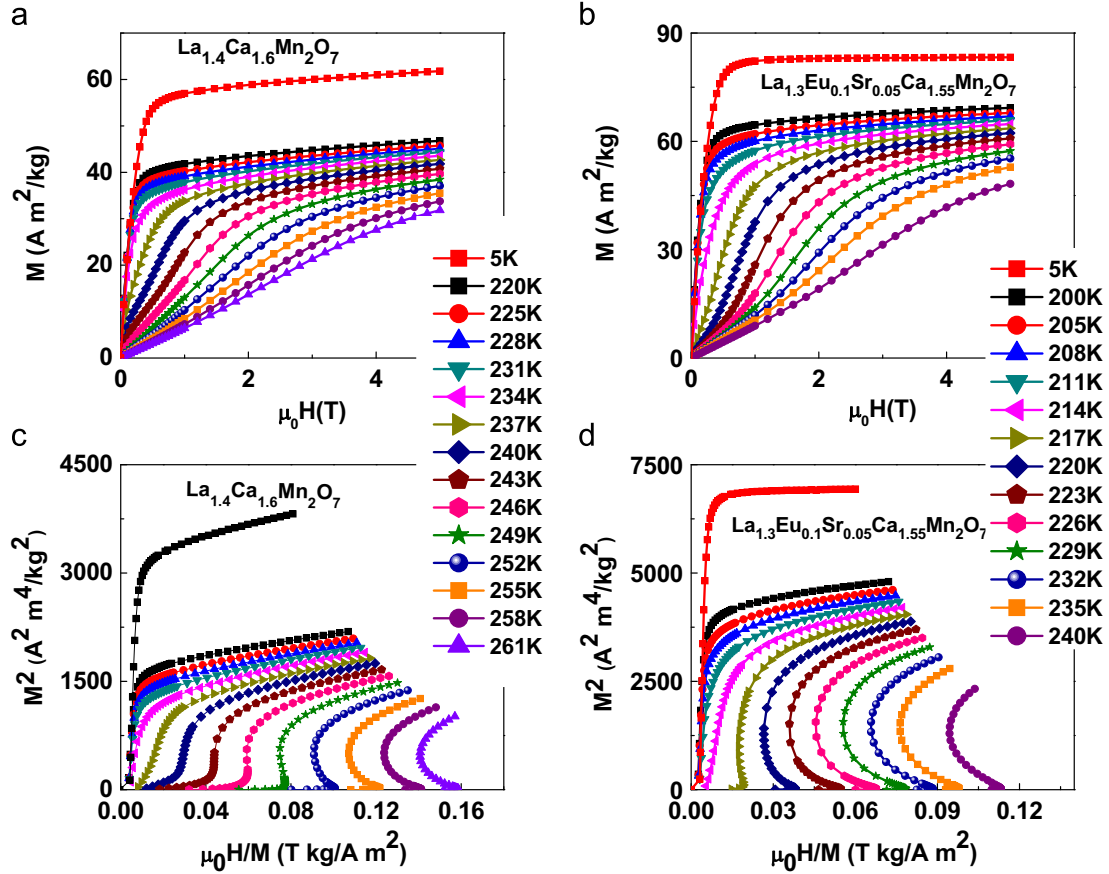 a
La1.4Ca1.6Mn2O7
M (A m²/kg)
60
40
20
0
0
2
4
μ0H(T)
b
La1.3Eu0.1Sr0.05Ca1.55Mn2O7
M (A m²/kg)
90
60
30
0
0
2
4
μ0H(T)
5K
220K
225K
228K
231K
234K
237K
240K
243K
246K
249K
252K
255K
258K
261K
5K
200K
205K
208K
211K
214K
217K
220K
223K
226K
229K
232K
235K
240K
c
La1.4Ca1.6Mn2O7
M² (A² m⁴/kg²)
4500
3000
1500
0
0.00
0.04
0.08
0.12
0.16
μ0H/M (T kg/A m²)
d
La1.3Eu0.1Sr0.05Ca1.55Mn2O7
M² (A² m⁴/kg²)
7500
5000
2500
0
0.00
0.03
0.06
0.09
0.12
μ0H/M (T kg/A m²)